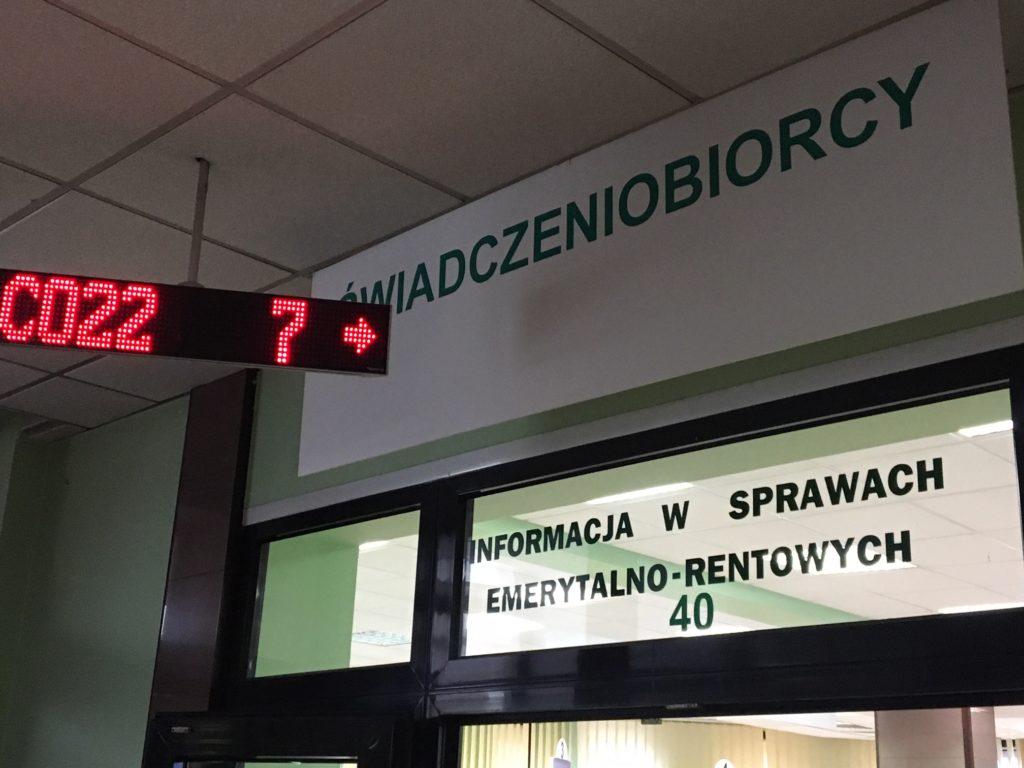 ŚWIADCZENIOBIORCY
C022 7 →
INFORMACJA W SPRAWACH
EMERYTALNO-RENTOWYCH
40